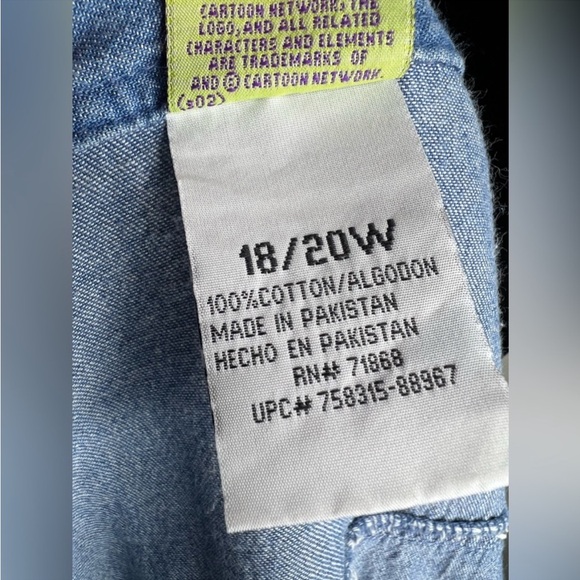 CARTOON NETWORK, THE
LOGO, AND ALL RELATED
CHARACTERS AND ELEMENTS
ARE TRADEMARKS OF
AND © CARTOON NETWORK.
(s02)
18/20W
100%COTTON/ALGODON
MADE IN PAKISTAN
HECHO EN PAKISTAN
RN# 71868
UPC# 758315-88967